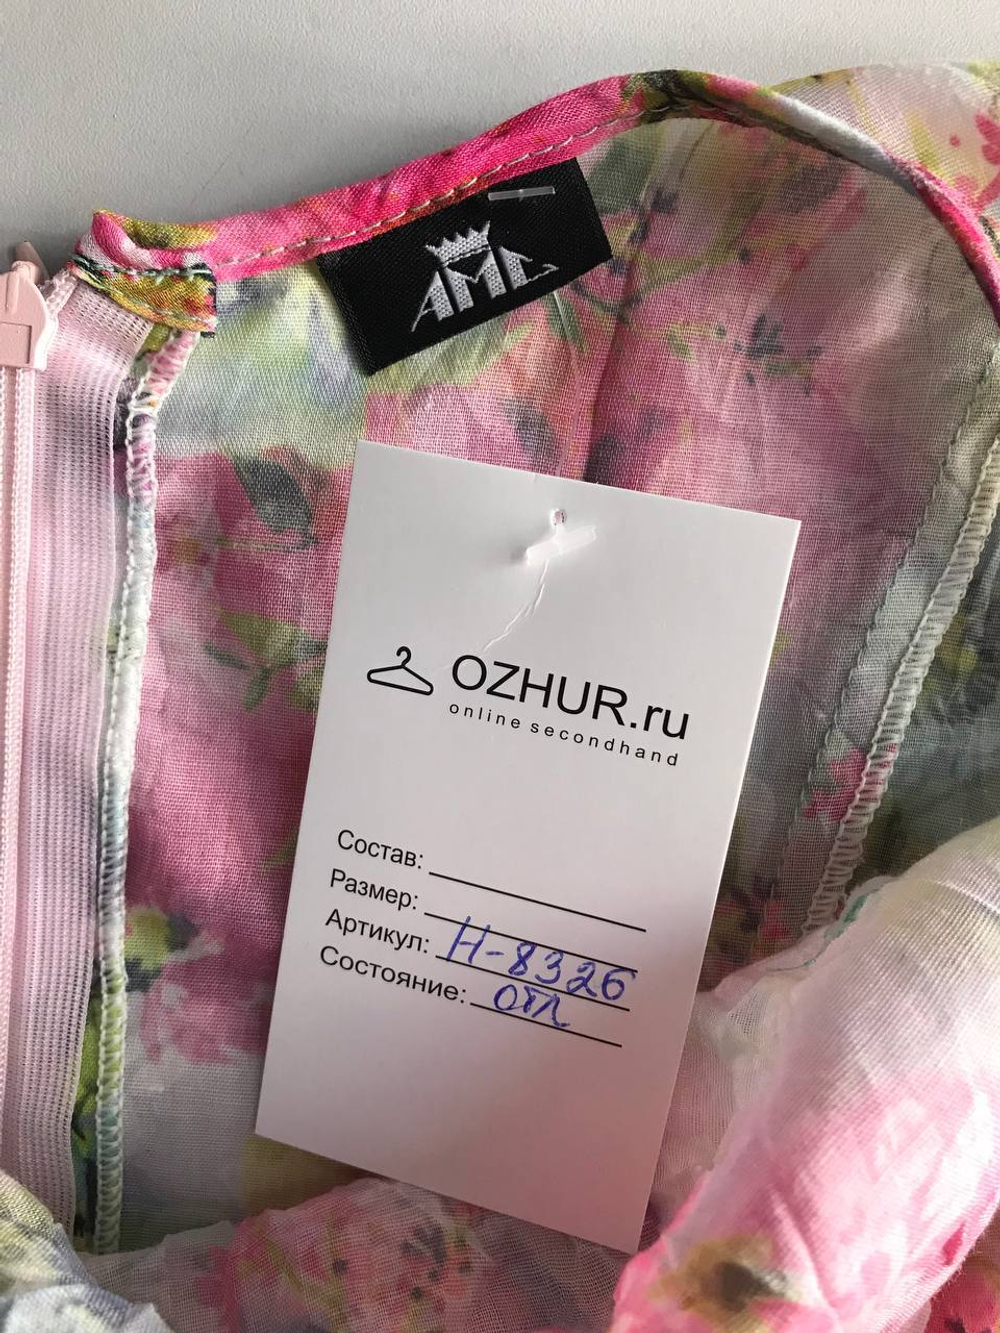 AML
OZHUR.ru
online secondhand
Состав:
Размер:
Артикул: Н-8326
Состояние: отл